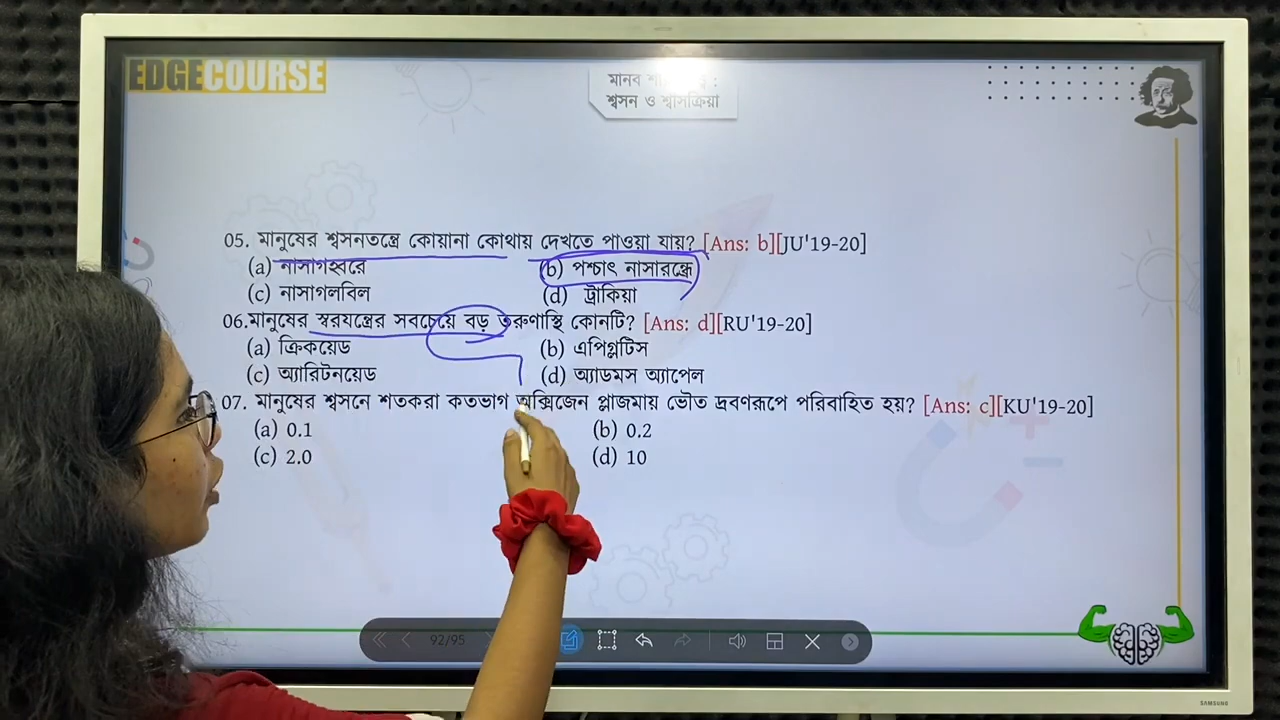 EDGECOURSE
মানব :
শ্বসন ও শ্বাসক্রিয়া
05. মানুষের শ্বসনতন্ত্রে কোয়ানা কোথায় দেখতে পাওয়া যায়? [Ans: b][JU'19-20]
(a) নাসাগহ্বরে (b) পশ্চাৎ নাসারন্ধ্রে
(c) নাসাগলবিল (d) ট্রাকিয়া
06.মানুষের স্বরযন্ত্রের সবচেয়ে বড় তরুণাস্থি কোনটি? [Ans: d][RU'19-20]
(a) ক্রিকয়েড (b) এপিগ্লটিস
(c) অ্যারিটনয়েড (d) অ্যাডমস অ্যাপেল
07. মানুষের শ্বসনে শতকরা কতভাগ অক্সিজেন প্লাজমায় ভৌত দ্রবণরূপে পরিবাহিত হয়? [Ans: c][KU'19-20]
(a) 0.1 (b) 0.2
(c) 2.0 (d) 10
92/95
SAMSUNG